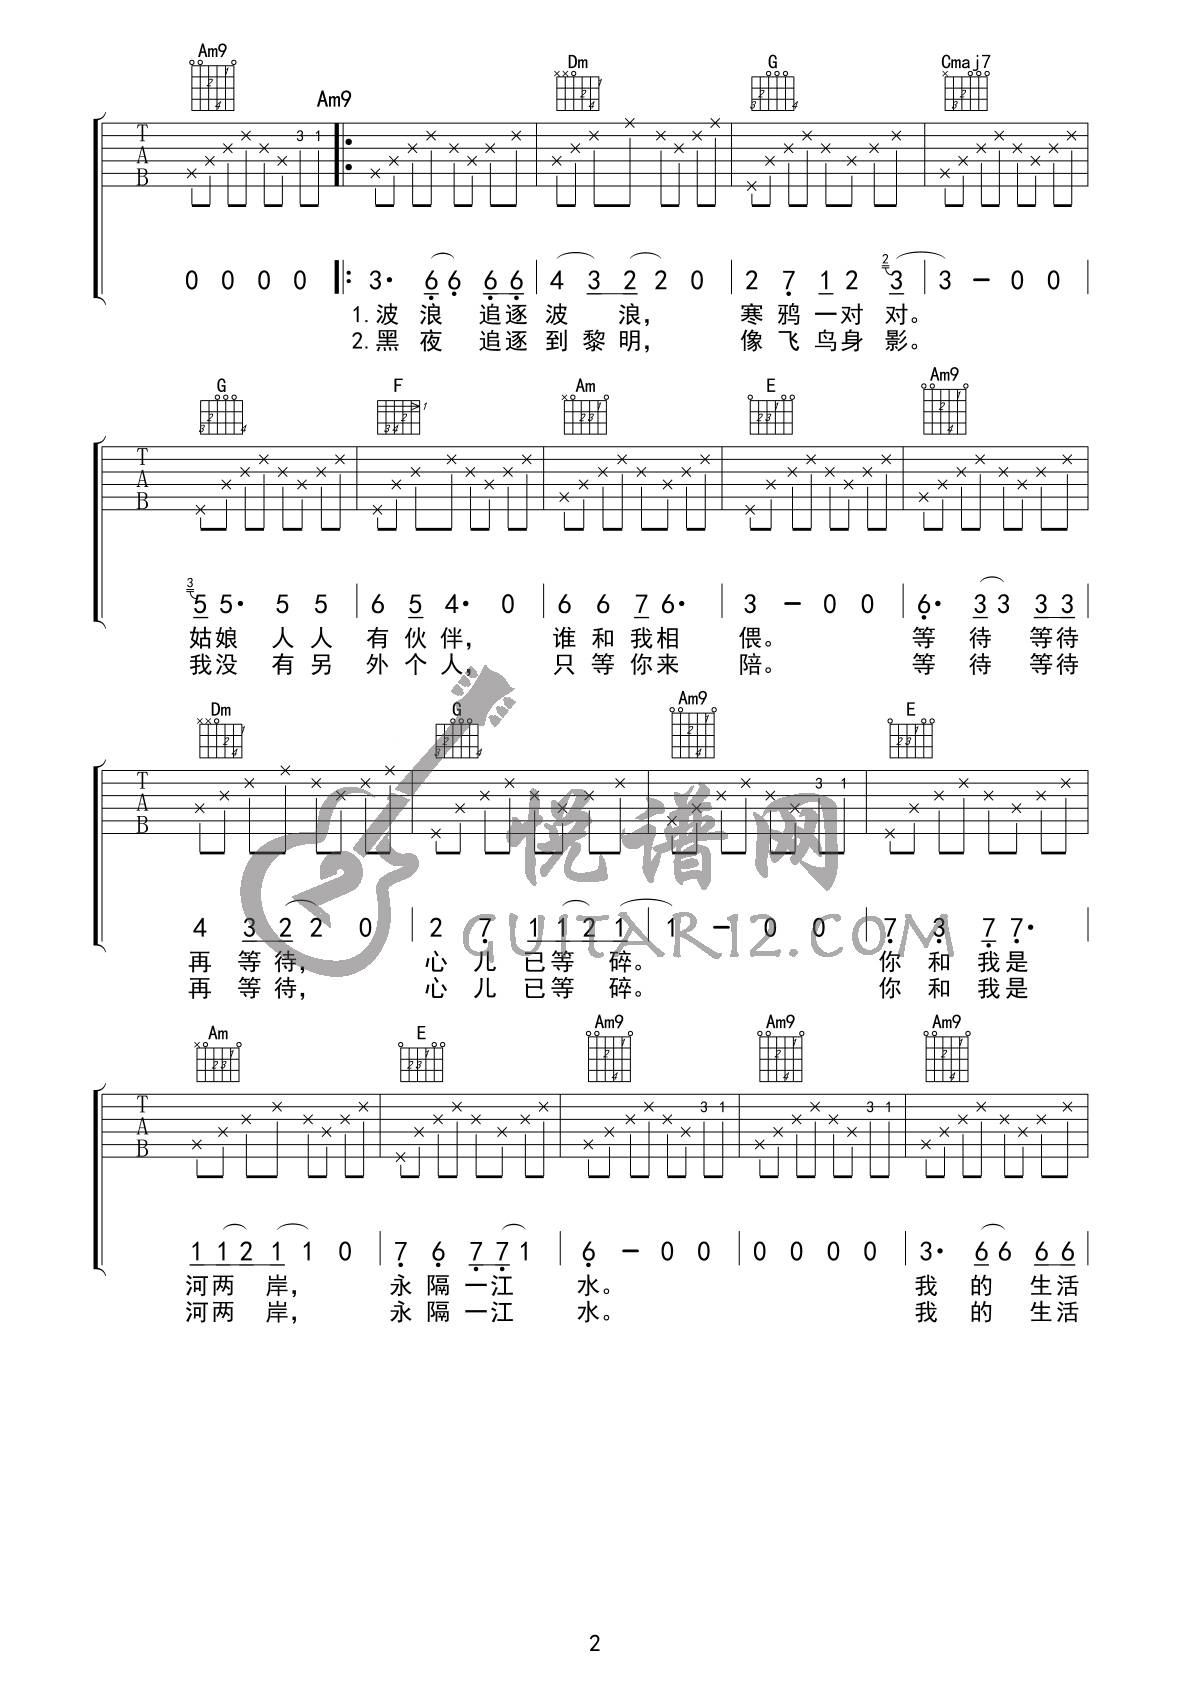 Am9 Am9 Dm G Cmaj7
T A B 3 1
0 0 0 0 3· 6 6 6 6 4 3 2 2 0 2 7 1 2 2 3 3 — 0 0
1.波 浪 追逐 波 浪, 寒 鸦 一对 对。
2.黑 夜 追逐 到 黎 明, 像 飞 鸟身 影。
G F Am E Am9
T A B
3 5 5· 5 5 6 5 4· 0 6 6 7 6· 3 — 0 0 6· 3 3 3 3
姑娘 人人 有 伙 伴, 谁 和 我相 偎。 等 待 等待
我没 有另 外 个 人, 只 等 你来 陪。 等 待 等待
Dm G Am9 E
T A B 3 1
4 3 2 2 0 2 7 1 1 2 1 1 — 0 0 7 3 7 7·
再 等待, 心 儿 已等 碎。 你 和 我是
再 等待, 心 儿 已等 碎。 你 和 我是
悦谱网
GUITAR12.COM
Am E Am9 Am9 Am9
T A B 3 1 3 1
1 1 2 1 1 0 7 6 7 7 1 6 — 0 0 0 0 0 0 3· 6 6 6 6
河两 岸, 永 隔 一江 水。 我 的 生活
河两 岸, 永 隔 一江 水。 我 的 生活
2